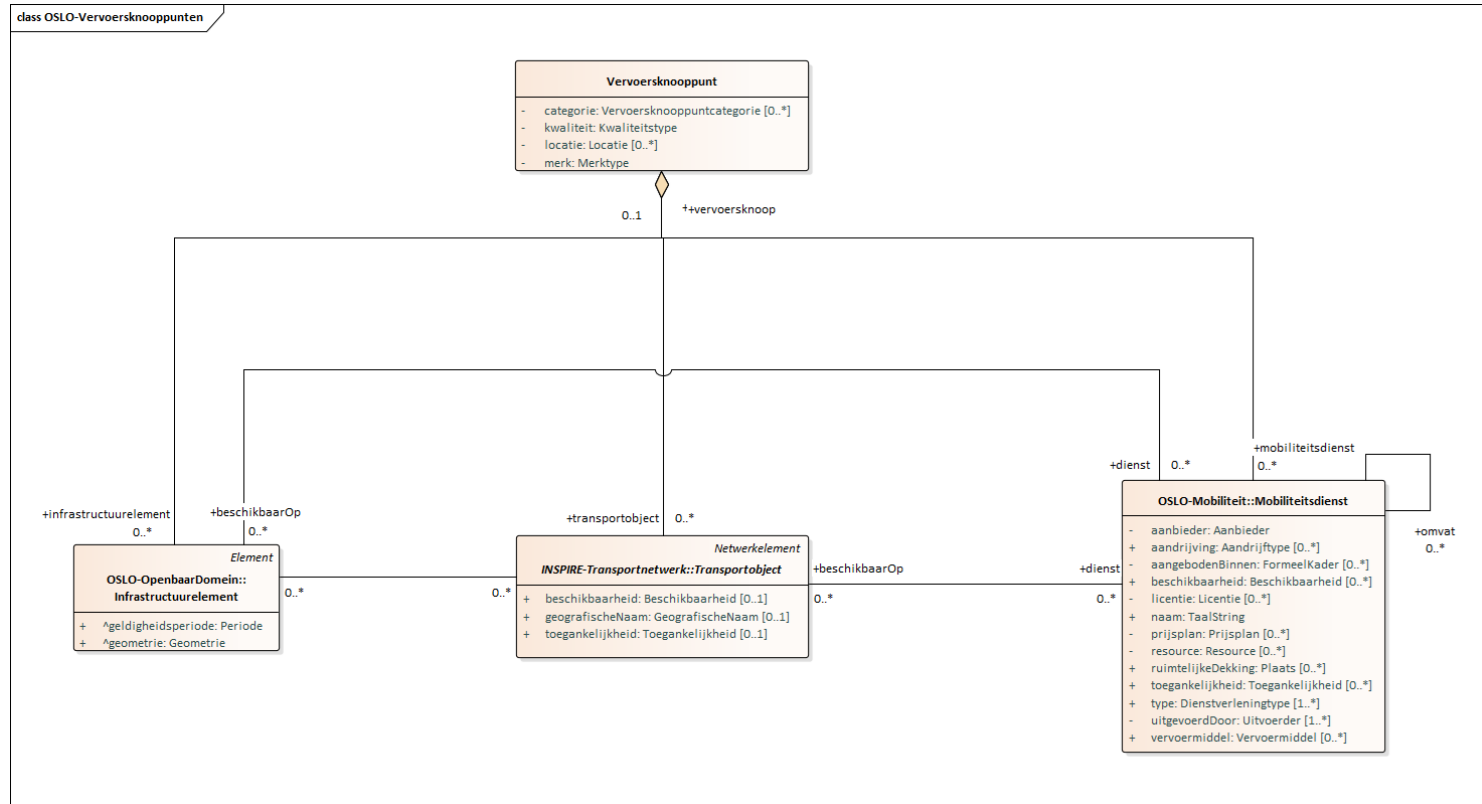 class OSLO-Vervoersknooppunten
Vervoersknooppunt
- categorie: Vervoersknooppuntcategorie [0..*]
- kwaliteit: Kwaliteitstype
- locatie: Locatie [0..*]
- merk: Merktype
0..1
++vervoersknoop
+mobiliteitsdienst
0..*
+dienst
0..*
+omvat
0..*
+infrastructuurelement
0..*
+beschikbaarOp
0..*
+transportobject
0..*
Element
OSLO-OpenbaarDomein::
Infrastructuurelement
+ ^geldigheidsperiode: Periode
+ ^geometrie: Geometrie
0..*
0..*
Netwerkelement
INSPIRE-Transportnetwerk::Transportobject
+ beschikbaarheid: Beschikbaarheid [0..1]
+ geografischeNaam: GeografischeNaam [0..1]
+ toegankelijkheid: Toegankelijkheid [0..1]
+beschikbaarOp
0..*
+dienst
0..*
OSLO-Mobiliteit::Mobiliteitsdienst
- aanbieder: Aanbieder
+ aandrijving: Aandrijftype [0..*]
- aangebodenBinnen: FormeelKader [0..*]
+ beschikbaarheid: Beschikbaarheid [0..*]
- licentie: Licentie [0..*]
+ naam: TaalString
- prijsplan: Prijsplan [0..*]
- resource: Resource [0..*]
+ ruimtelijkeDekking: Plaats [0..*]
+ toegankelijkheid: Toegankelijkheid [0..*]
+ type: Dienstverleningtype [1..*]
- uitgevoerdDoor: Uitvoerder [1..*]
+ vervoermiddel: Vervoermiddel [0..*]